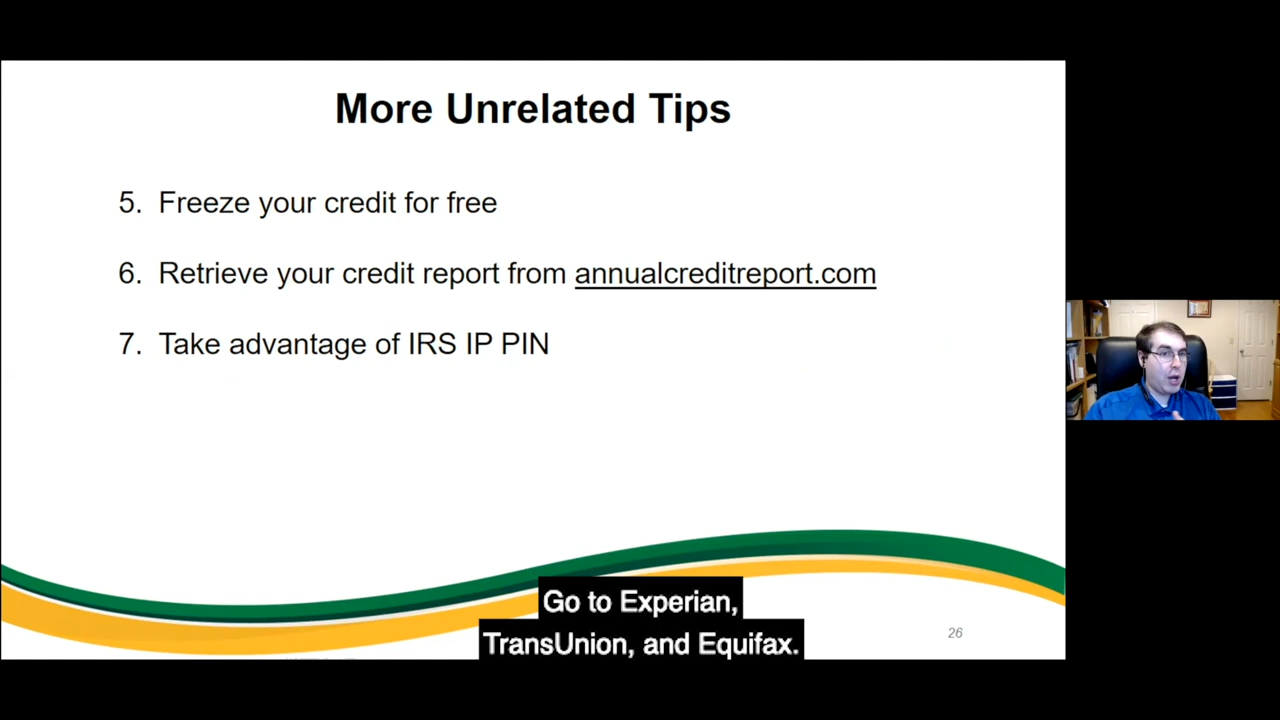 More Unrelated Tips
5. Freeze your credit for free
6. Retrieve your credit report from annualcreditreport.com
7. Take advantage of IRS IP PIN
Go to Experian,
TransUnion, and Equifax.
26